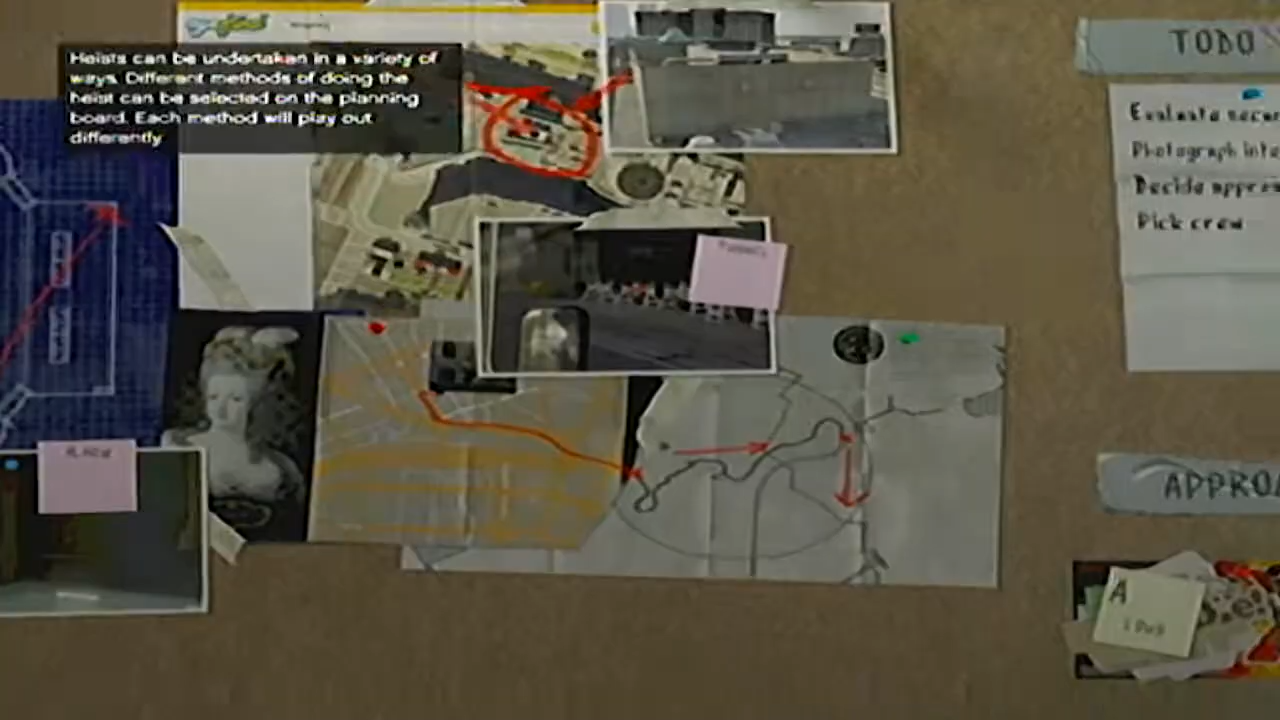 Heists can be undertaken in a variety of
ways. Different methods of doing the
heist can be selected on the planning
board. Each method will play out
differently
TODO
Evaluate secur
Photograph inte
Decide appro
Pick crew
APPROA
A
LOUD